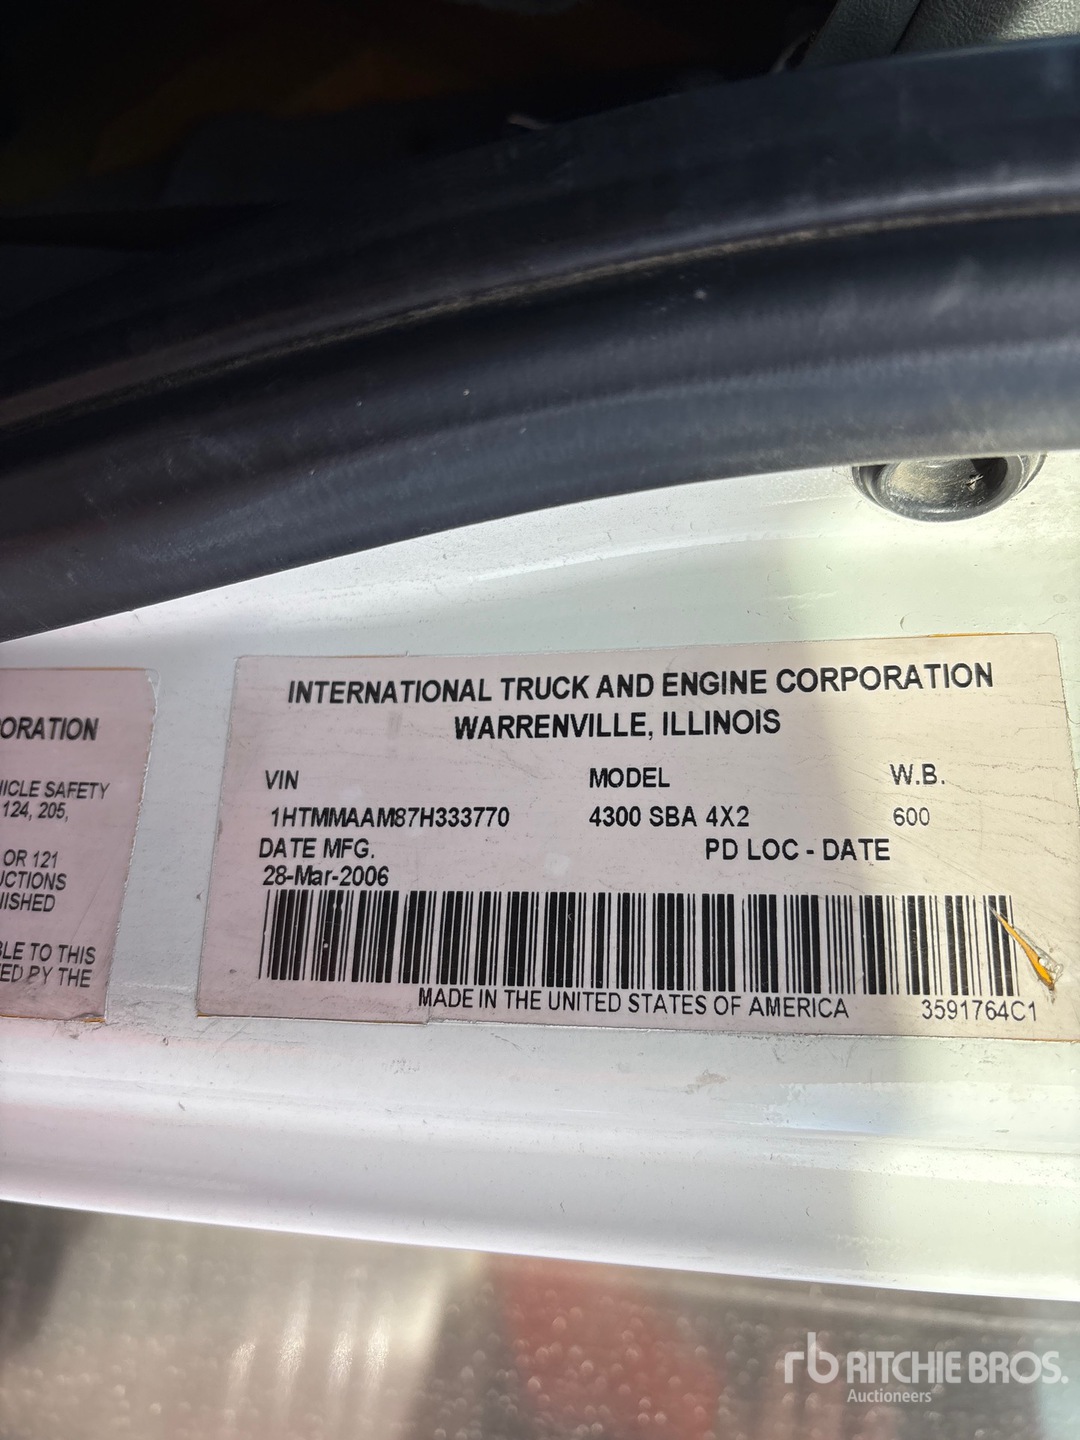 ORATION
HICLE SAFETY
124, 205,
OR 121
UCTIONS
NISHED
BLE TO THIS
ED BY THE
INTERNATIONAL TRUCK AND ENGINE CORPORATION
WARRENVILLE, ILLINOIS
VIN MODEL W.B.
1HTMMAAM87H333770 4300 SBA 4X2 600
DATE MFG. PD LOC - DATE
28-Mar-2006
MADE IN THE UNITED STATES OF AMERICA 3591764C1
rb RITCHIE BROS.
Auctioneers